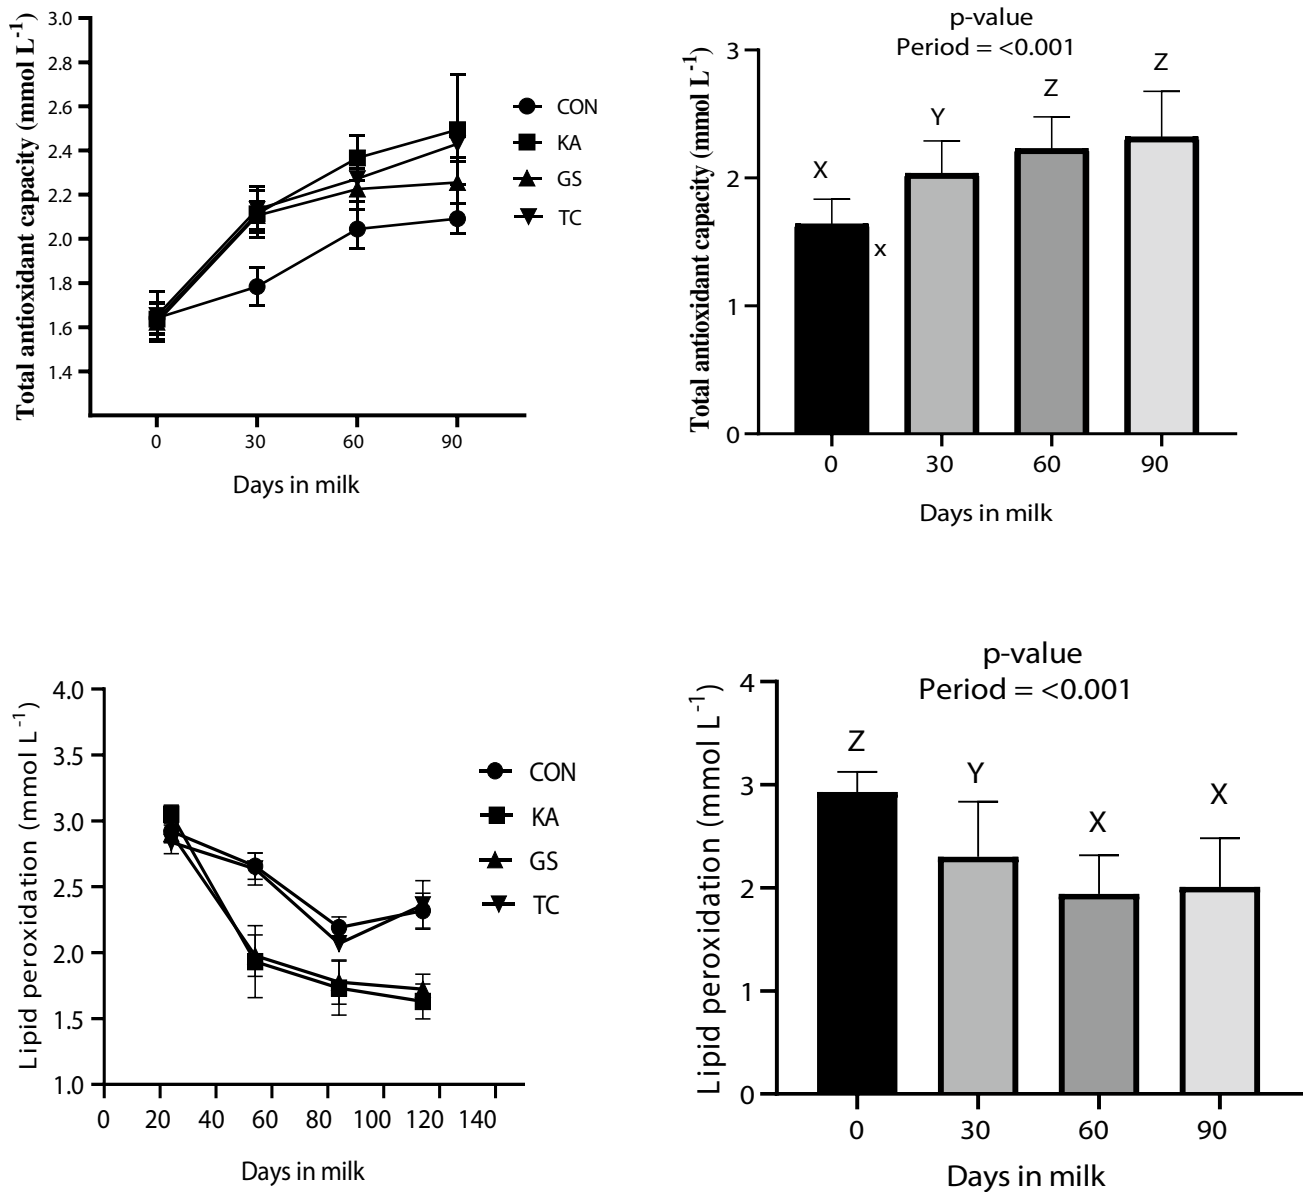 Total antioxidant capacity (mmol L-1)
3.0
2.8
2.6
2.4
2.2
2.0
1.8
1.6
1.4
0
30
60
90
Days in milk
CON
KA
GS
TC
p-value
Period = <0.001
Total antioxidant capacity (mmol L-1)
3
2
1
0
X
x
Y
Z
Z
0
30
60
90
Days in milk
Lipid peroxidation (mmol L-1)
4.0
3.5
3.0
2.5
2.0
1.5
1.0
0
20
40
60
80
100
120
140
Days in milk
CON
KA
GS
TC
p-value
Period = <0.001
Lipid peroxidation (mmol L-1)
4
3
2
1
0
Z
Y
X
X
0
30
60
90
Days in milk